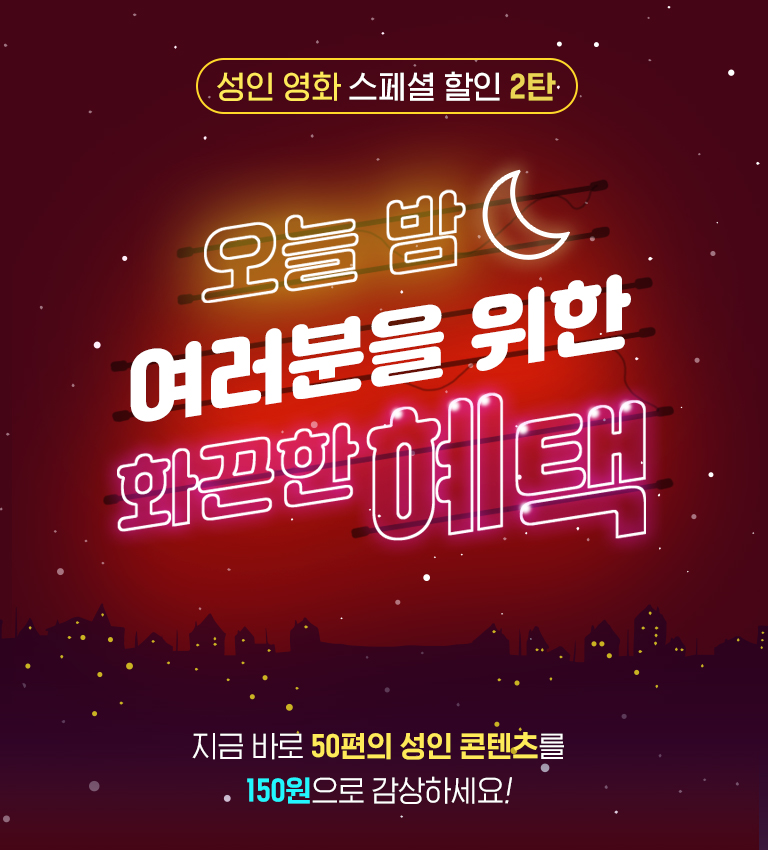 성인 영화 스페셜 할인 2탄
오늘 밤
여러분을 위한
화끈한 혜택
지금 바로 50편의 성인 콘텐츠를
150원으로 감상하세요!